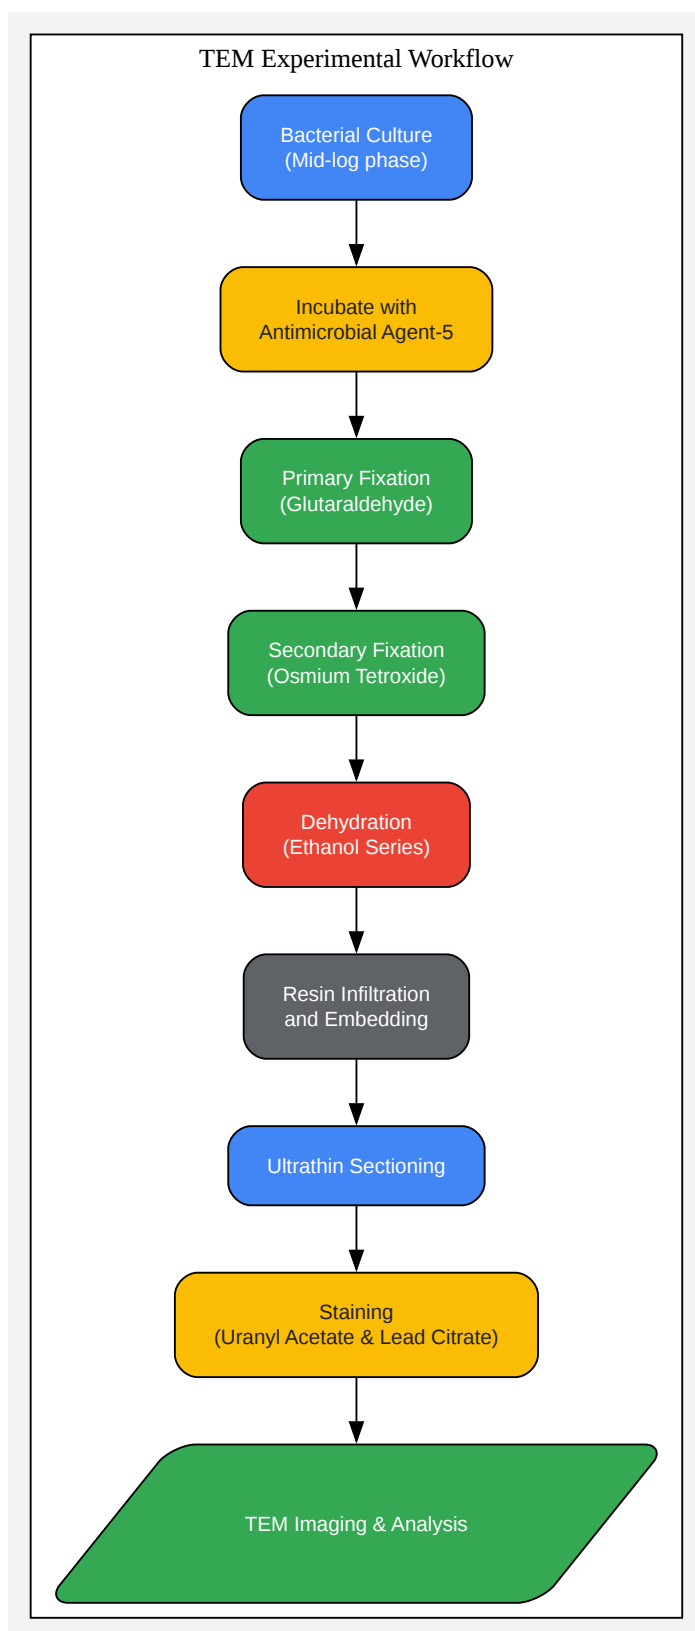 TEM Experimental Workflow
Bacterial Culture
(Mid-log phase)
Incubate with
Antimicrobial Agent-5
Primary Fixation
(Glutaraldehyde)
Secondary Fixation
(Osmium Tetroxide)
Dehydration
(Ethanol Series)
Resin Infiltration
and Embedding
Ultrathin Sectioning
Staining
(Uranyl Acetate & Lead Citrate)
TEM Imaging & Analysis